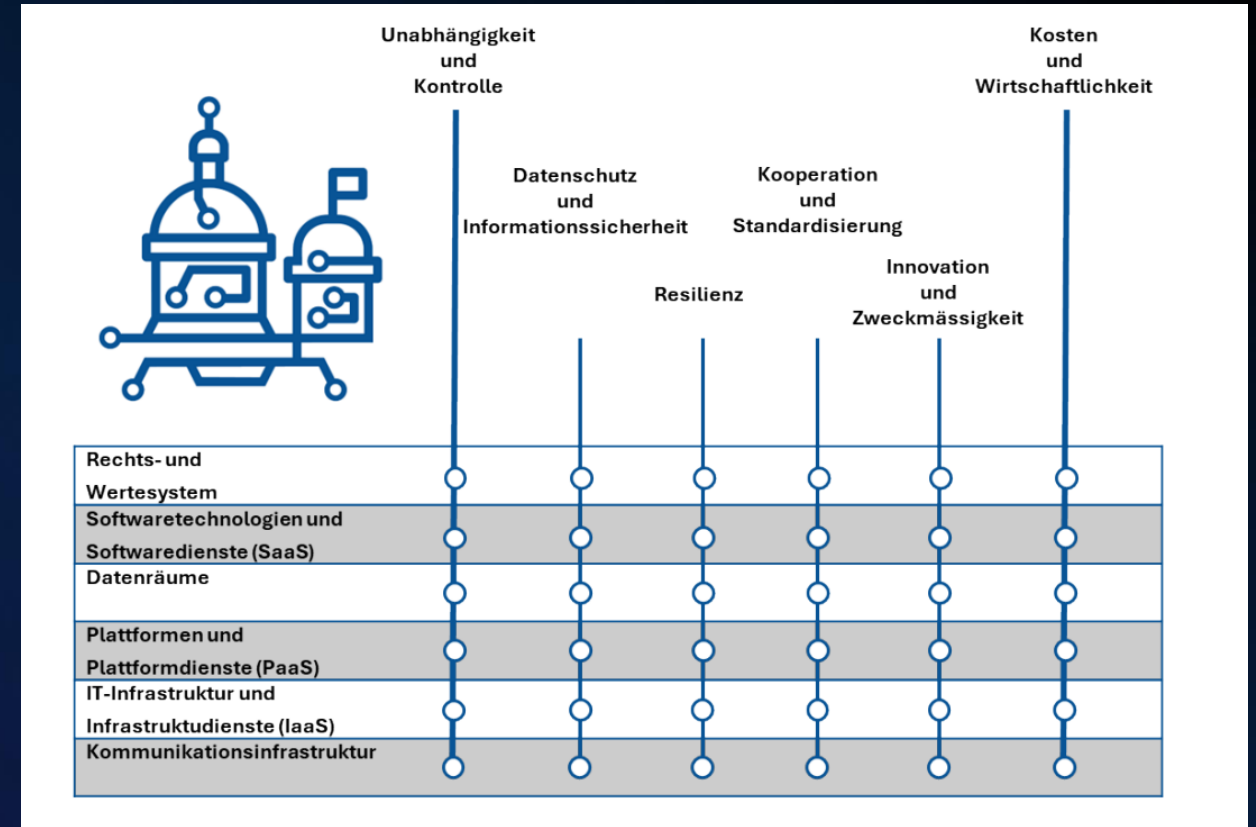 Unabhängigkeit
und
Kontrolle
Kosten
und
Wirtschaftlichkeit
Datenschutz
und
Informationssicherheit
Kooperation
und
Standardisierung
Resilienz
Innovation
und
Zweckmässigkeit
Rechts- und
Wertesystem
Softwaretechnologien und
Softwaredienste (SaaS)
Datenräume
Plattformen und
Plattformdienste (PaaS)
IT-Infrastruktur und
Infrastruktudienste (IaaS)
Kommunikationsinfrastruktur